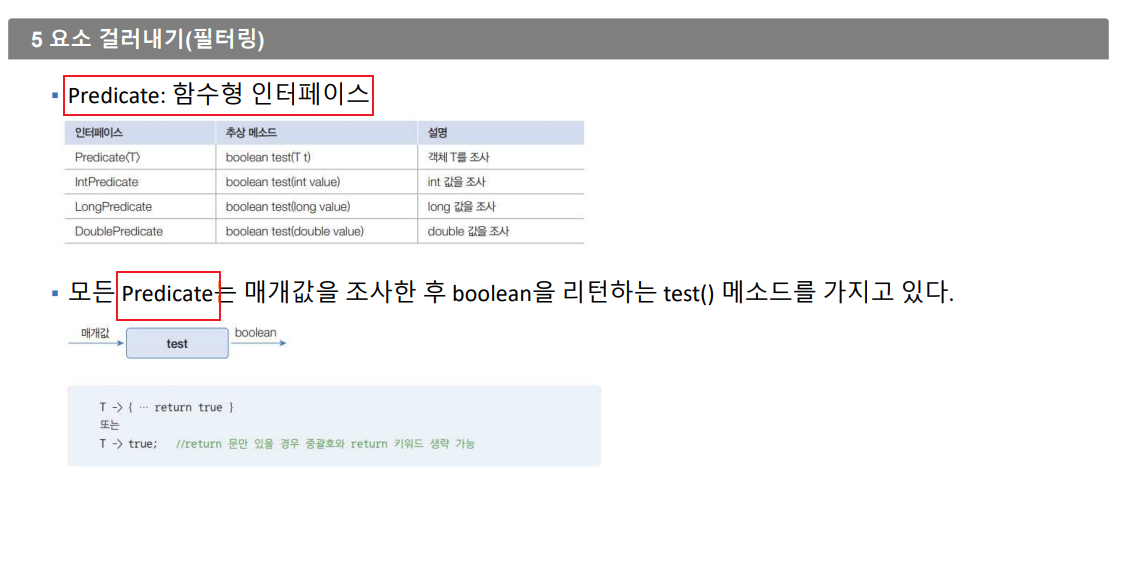 5 요소 걸러내기(필터링)
Predicate: 함수형 인터페이스
인터페이스 추상 메소드 설명
Predicate〈T〉 boolean test(T t) 객체 T를 조사
IntPredicate boolean test(int value) int 값을 조사
LongPredicate boolean test(long value) long 값을 조사
DoublePredicate boolean test(double value) double 값을 조사
모든 Predicate는 매개값을 조사한 후 boolean을 리턴하는 test() 메소드를 가지고 있다.
매개값 test boolean
T -> { … return true }
또는
T -> true; //return 문만 있을 경우 중괄호와 return 키워드 생략 가능